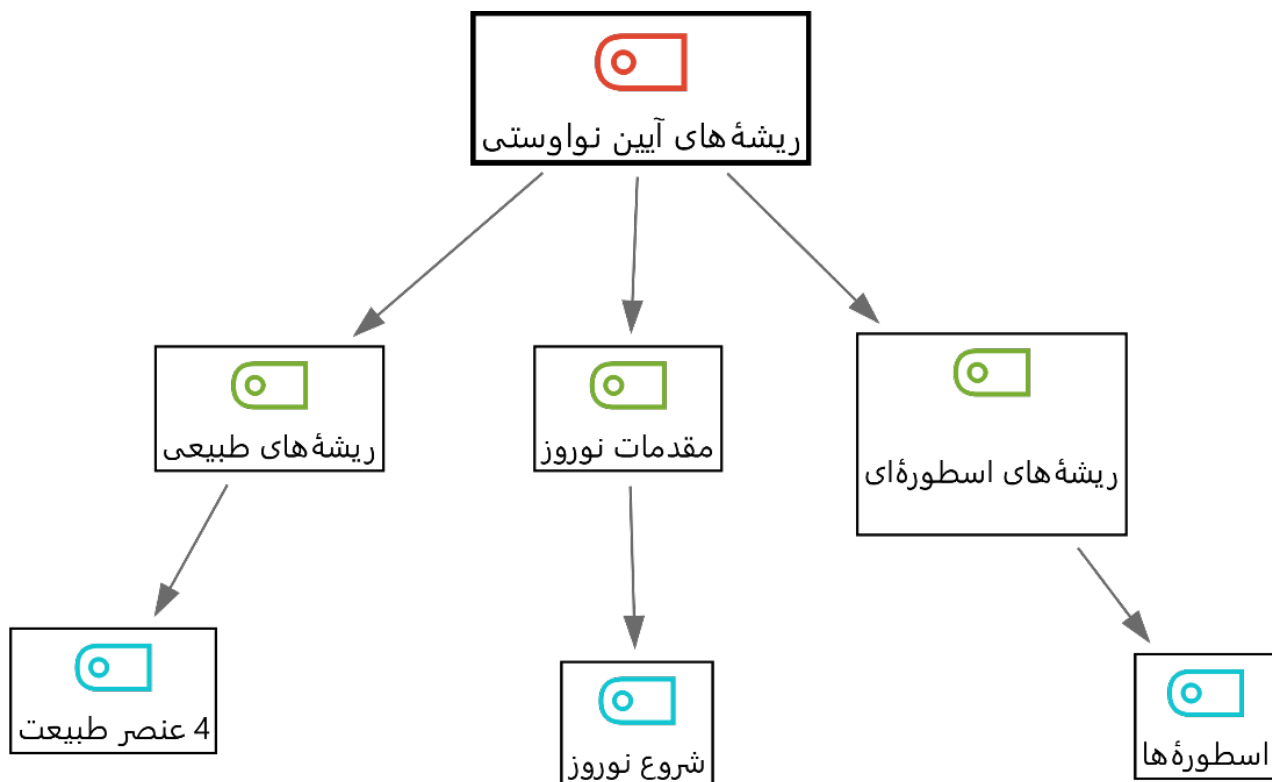 ریشهٔ های آیین نواوستی
ریشهٔ های اسطورهٔای
مقدمات نوروز
ریشهٔ های طبیعی
اسطورهٔ ها
شروع نوروز
4 عنصر طبیعت